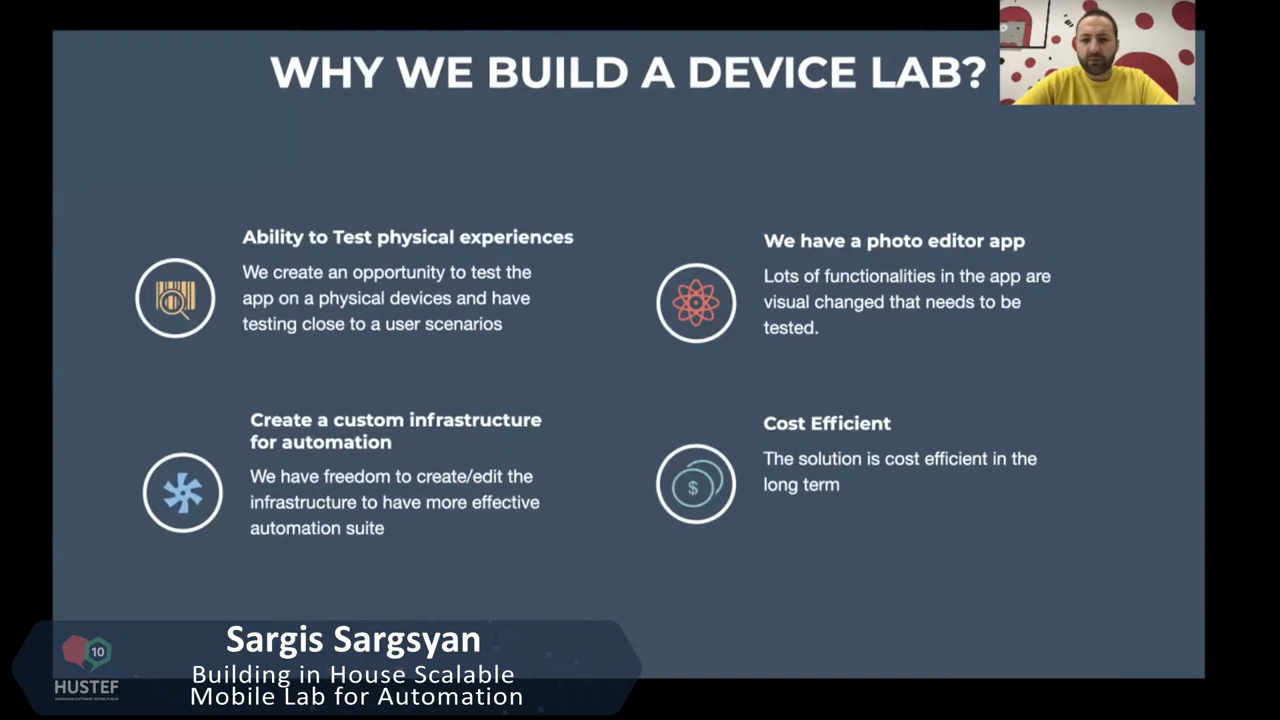 WHY WE BUILD A DEVICE LAB?
Ability to Test physical experiences
We create an opportunity to test the
app on a physical devices and have
testing close to a user scenarios
We have a photo editor app
Lots of functionalities in the app are
visual changed that needs to be
tested.
Create a custom infrastructure
for automation
We have freedom to create/edit the
infrastructure to have more effective
automation suite
Cost Efficient
The solution is cost efficient in the
long term
$
10
HUSTEF
Sargis Sargsyan
Building in House Scalable
Mobile Lab for Automation